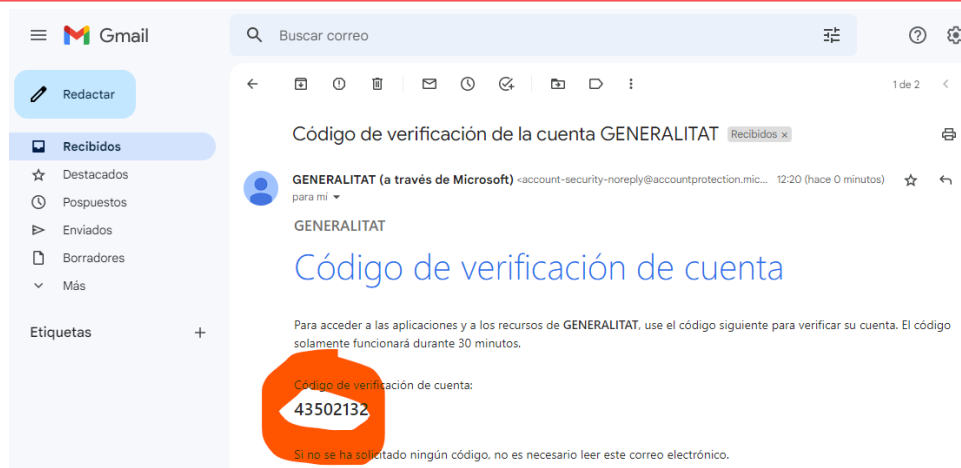 Gmail
Buscar correo
Redactar
1 de 2
Código de verificación de la cuenta GENERALITAT Recibidos ×
Recibidos
Destacados
Pospuestos
Enviados
Borradores
Más
Etiquetas
GENERALITAT (a través de Microsoft) <account-security-noreply@accountprotection.mic... 12:20 (hace 0 minutos)
para mí
GENERALITAT
Código de verificación de cuenta
Para acceder a las aplicaciones y a los recursos de GENERALITAT, use el código siguiente para verificar su cuenta. El código
solamente funcionará durante 30 minutos.
Código de verificación de cuenta:
43502132
Si no se ha solicitado ningún código, no es necesario leer este correo electrónico.